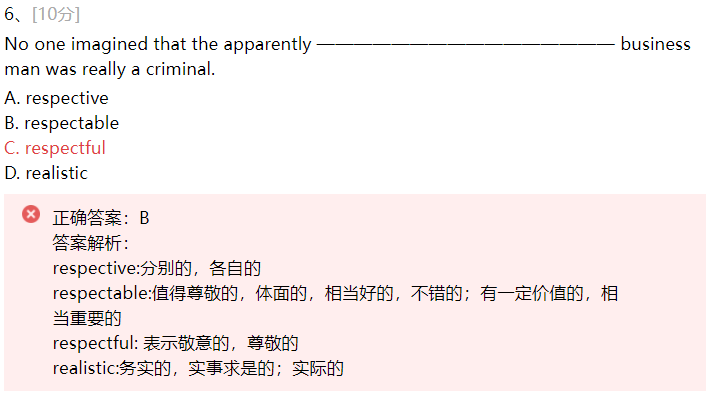 6、[10分]
No one imagined that the apparently ———————————————— business
man was really a criminal.
A. respective
B. respectable
C. respectful
D. realistic
正确答案：B
答案解析：
respective:分别的，各自的
respectable:值得尊敬的，体面的，相当好的，不错的；有一定价值的，相
当重要的
respectful: 表示敬意的，尊敬的
realistic:务实的，实事求是的；实际的